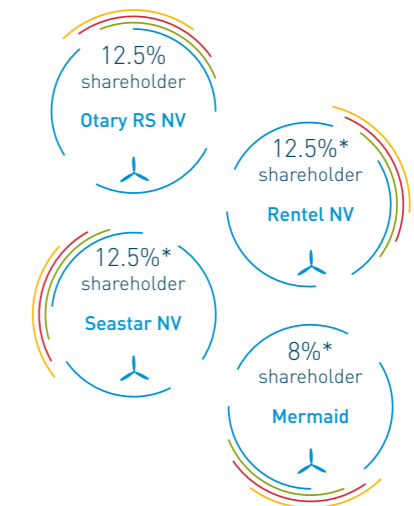 12.5%
shareholder
Otary RS NV
12.5%*
shareholder
Rentel NV
12.5%*
shareholder
Seastar NV
8%*
shareholder
Mermaid